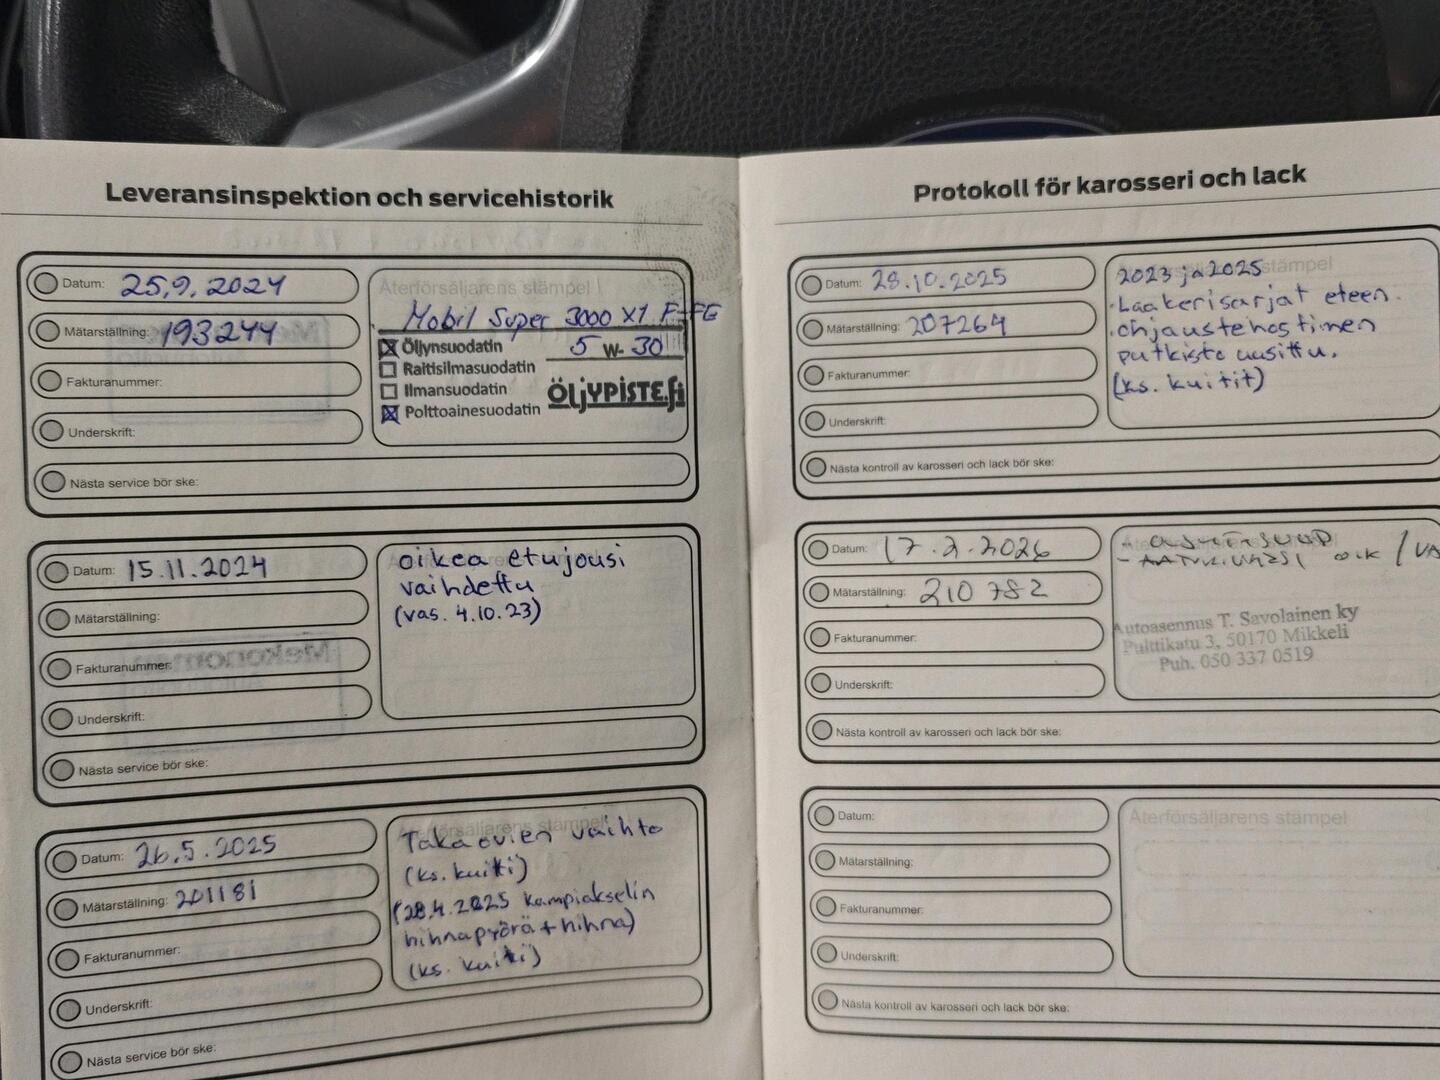 Leveransinspektion och servicehistorik
Datum: 25.9.2024
Mätarställning: 193244
Fakturanummer:
Underskrift:
Nästa service bör ske:
Återförsäljarens stämpel
Mobil Super 3000 X1 F-FE
Öljynsuodatin 5 W- 30
Raitisilmasuodatin
Ilmansuodatin
Polttoainesuodatin
ÖLJYPISTE.fi
Datum: 15.11.2024
Mätarställning:
Fakturanummer:
Underskrift:
Nästa service bör ske:
oikea etujousi
vaihdettu
(vas. 4.10.23)
Datum: 26.5.2025
Mätarställning: 201181
Fakturanummer:
Underskrift:
Nästa service bör ske:
Återförsäljarens stämpel
Takaovien vaihto
(ks. kuitti)
(28.4.2025 kampiakselin
hihnapyörä + hihna)
(ks. kuitti)
Protokoll för karosseri och lack
Datum: 28.10.2025
Mätarställning: 207264
Fakturanummer:
Underskrift:
Nästa kontroll av karosseri och lack bör ske:
stämpel
2023 ja 2025
·Laakerisarjat eteen.
·ohjaustehostimen
putkisto uusittu.
(ks. kuitit)
Datum: 17.2.2026
Mätarställning: 210 782
Fakturanummer:
Underskrift:
Nästa kontroll av karosseri och lack bör ske:
Autoasennus T. Savolainen ky
Pulttikatu 3, 50170 Mikkeli
Puh. 050 337 0519
Datum:
Mätarställning:
Fakturanummer:
Underskrift:
Nästa kontroll av karosseri och lack bör ske:
Återförsäljarens stämpel